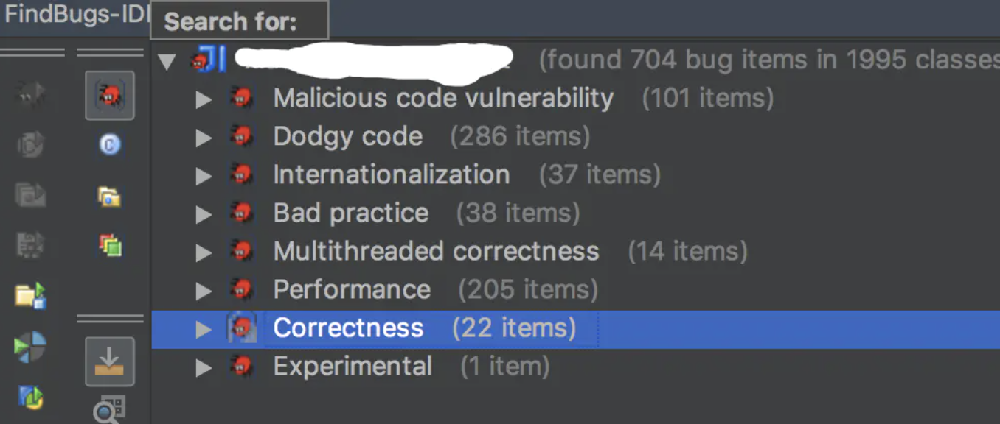 FindBugs-IDE
Search for:
(found 704 bug items in 1995 classes
Malicious code vulnerability (101 items)
Dodgy code (286 items)
Internationalization (37 items)
Bad practice (38 items)
Multithreaded correctness (14 items)
Performance (205 items)
Correctness (22 items)
Experimental (1 item)